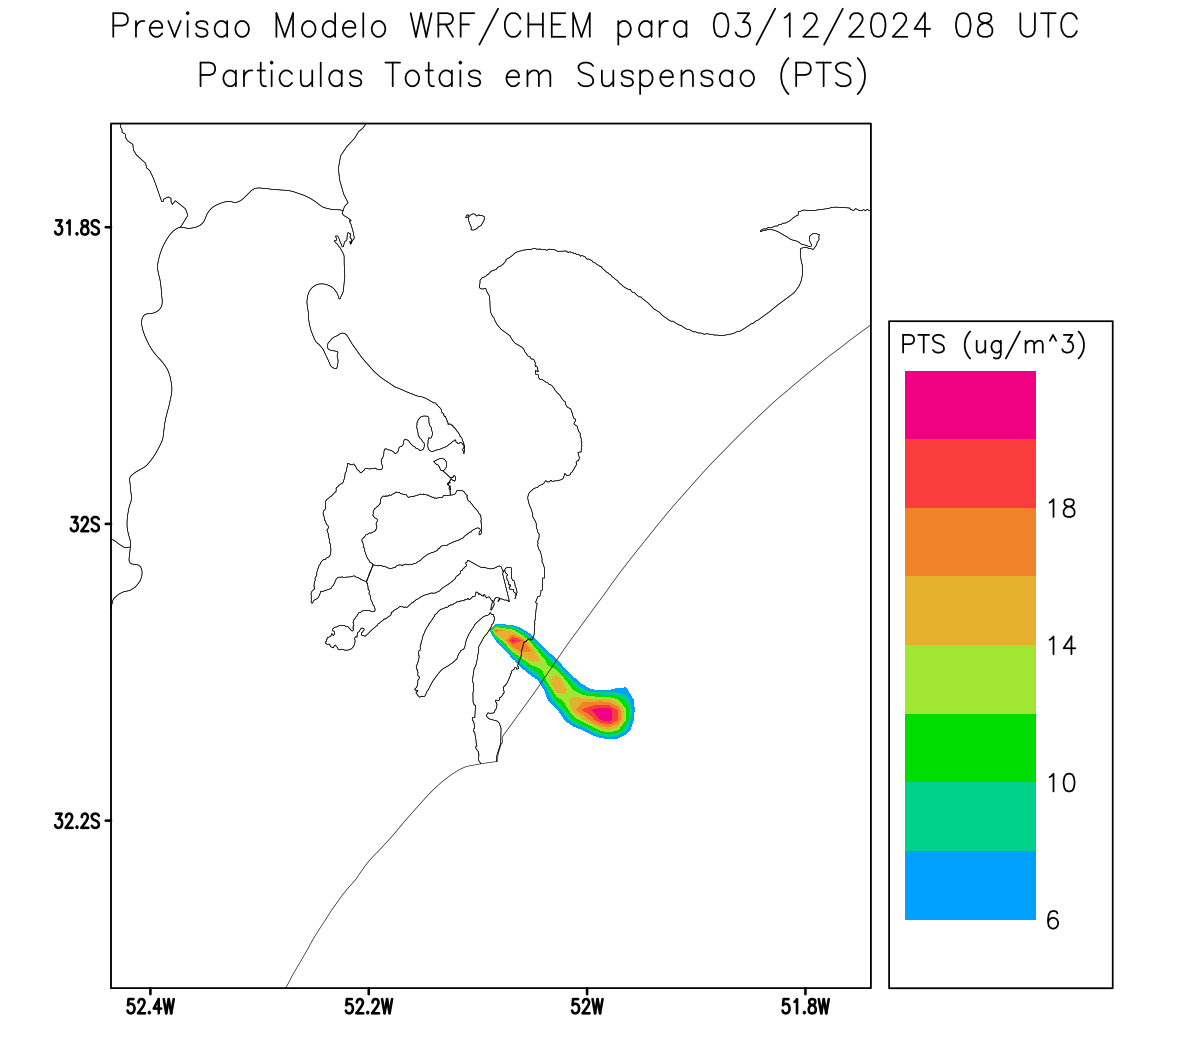 Previsao Modelo WRF/CHEM para 03/12/2024 08 UTC
Particulas Totais em Suspensao (PTS)
31.8S
32S
32.2S
52.4W
52.2W
52W
51.8W
PTS (ug/m^3)
18
14
10
6